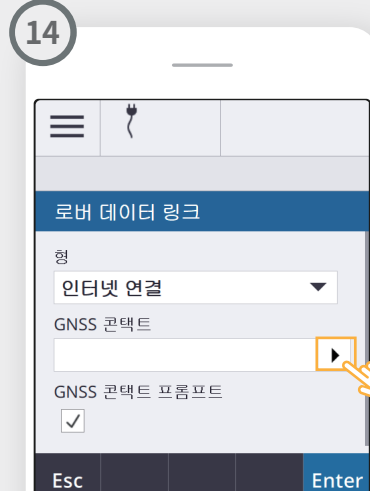 14
로버 데이터 링크
형
인터넷 연결
GNSS 콘택트
GNSS 콘택트 프롬프트
Esc
Enter